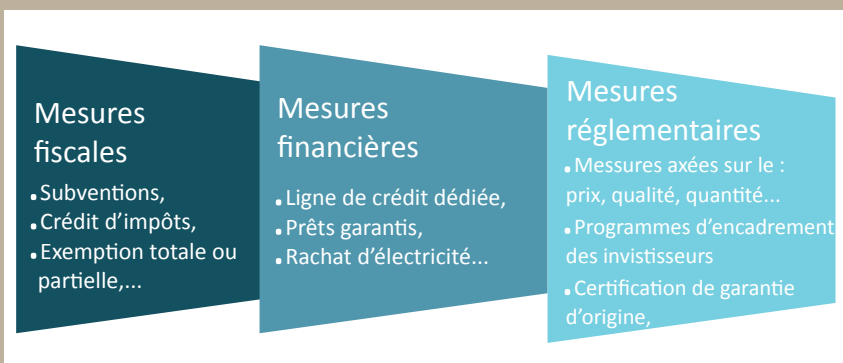 Mesures
fiscales
• Subventions,
• Crédit d’impôts,
• Exemption totale ou
partielle,...
Mesures
financières
• Ligne de crédit dédiée,
• Prêts garantis,
• Rachat d’électricité...
Mesures
réglementaires
• Messures axées sur le :
prix, qualité, quantité...
• Programmes d’encadrement
des invistisseurs
• Certification de garantie
d’origine,